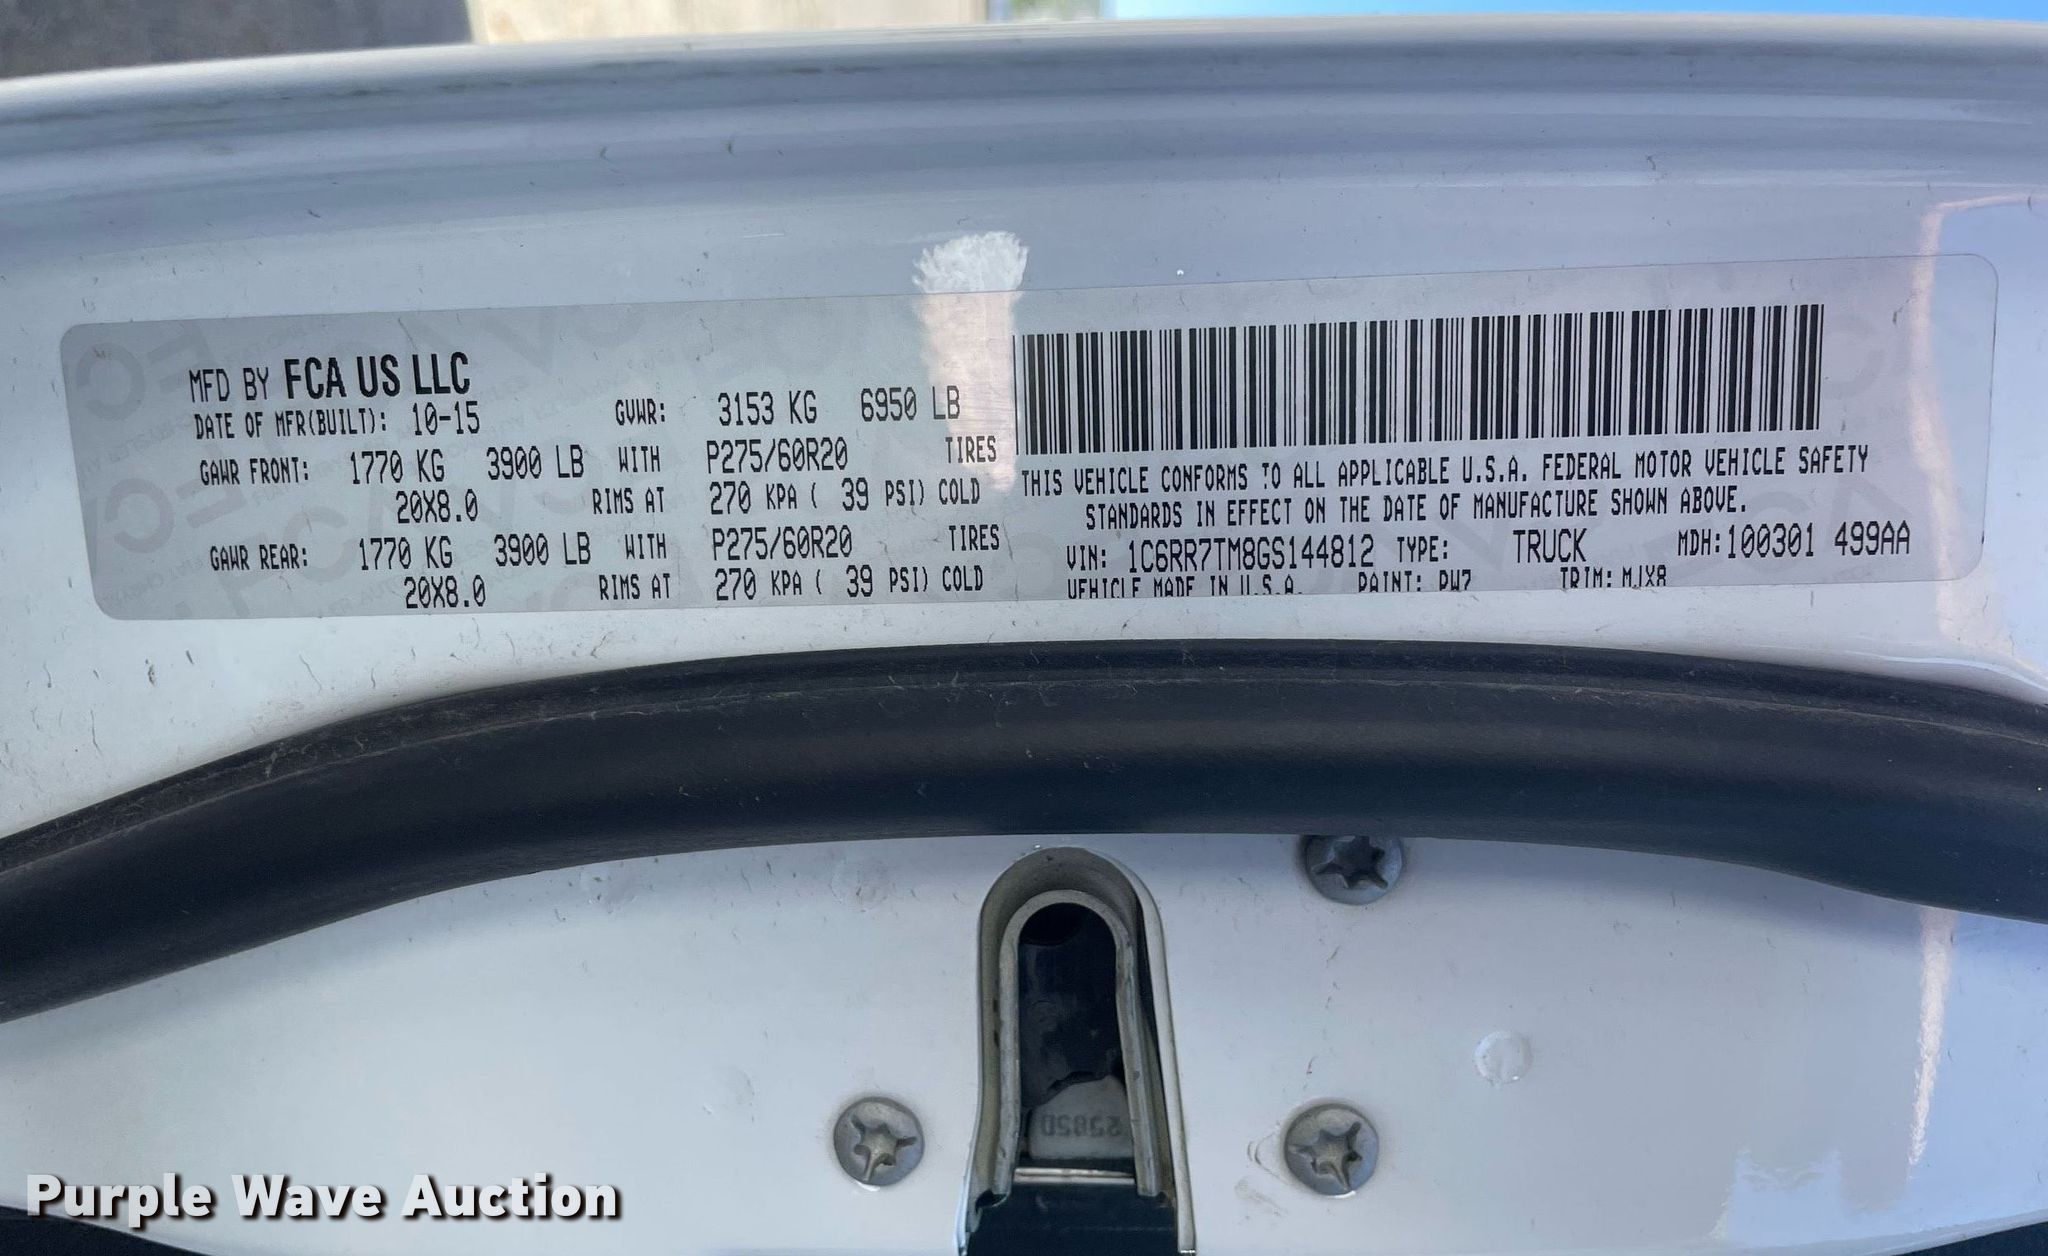 MFD BY FCA US LLC
DATE OF MFR(BUILT): 10-15 GVWR: 3153 KG 6950 LB
GAWR FRONT: 1770 KG 3900 LB WITH P275/60R20 TIRES
20X8.0 RIMS AT 270 KPA ( 39 PSI) COLD
GAWR REAR: 1770 KG 3900 LB WITH P275/60R20 TIRES
20X8.0 RIMS AT 270 KPA ( 39 PSI) COLD
THIS VEHICLE CONFORMS TO ALL APPLICABLE U.S.A. FEDERAL MOTOR VEHICLE SAFETY
STANDARDS IN EFFECT ON THE DATE OF MANUFACTURE SHOWN ABOVE.
VIN: 1C6RR7TM8GS144812 TYPE: TRUCK MDH:100301 499AA
VEHICLE MADE IN U.S.A. PAINT: PW7 TRIM: MJX8
Purple Wave Auction